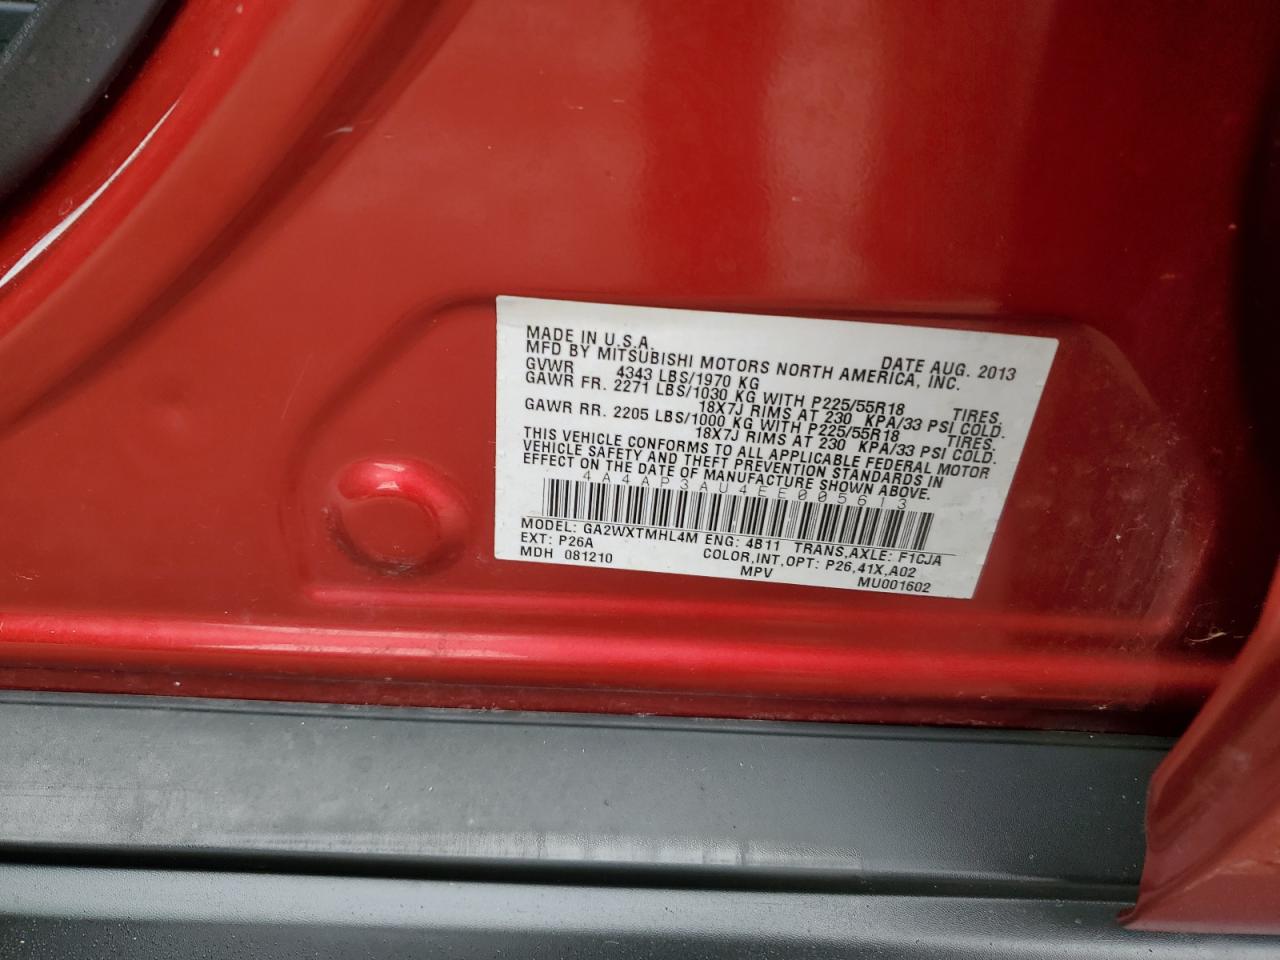 MADE IN U.S.A. DATE AUG. 2013
MFD BY MITSUBISHI MOTORS NORTH AMERICA, INC.
GVWR 4343 LBS/1970 KG
GAWR FR. 2271 LBS/1030 KG WITH P225/55R18 TIRES,
18X7J RIMS AT 230 KPA/33 PSI COLD.
GAWR RR. 2205 LBS/1000 KG WITH P225/55R18 TIRES,
18X7J RIMS AT 230 KPA/33 PSI COLD.
THIS VEHICLE CONFORMS TO ALL APPLICABLE FEDERAL MOTOR
VEHICLE SAFETY AND THEFT PREVENTION STANDARDS IN
EFFECT ON THE DATE OF MANUFACTURE SHOWN ABOVE.
4A4AP3AU4EE005613
MODEL: GA2WXTMHL4M ENG: 4B11 TRANS,AXLE: F1CJA
EXT: P26A COLOR,INT,OPT: P26,41X,A02
MDH 081210 MPV MU001602